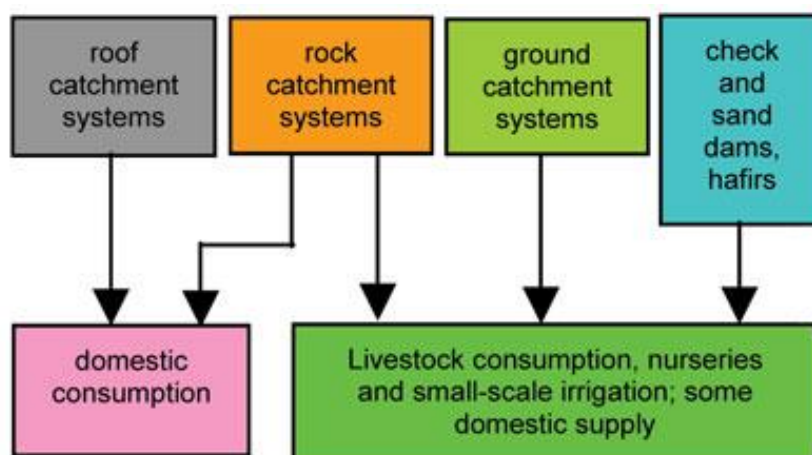 roof
catchment
systems
rock
catchment
systems
ground
catchment
systems
check
and
sand
dams,
hafirs
domestic
consumption
Livestock consumption, nurseries
and small-scale irrigation; some
domestic supply